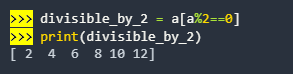 >>> divisible_by_2 = a[a%2==0]
>>> print(divisible_by_2)
[ 2  4  6  8 10 12]